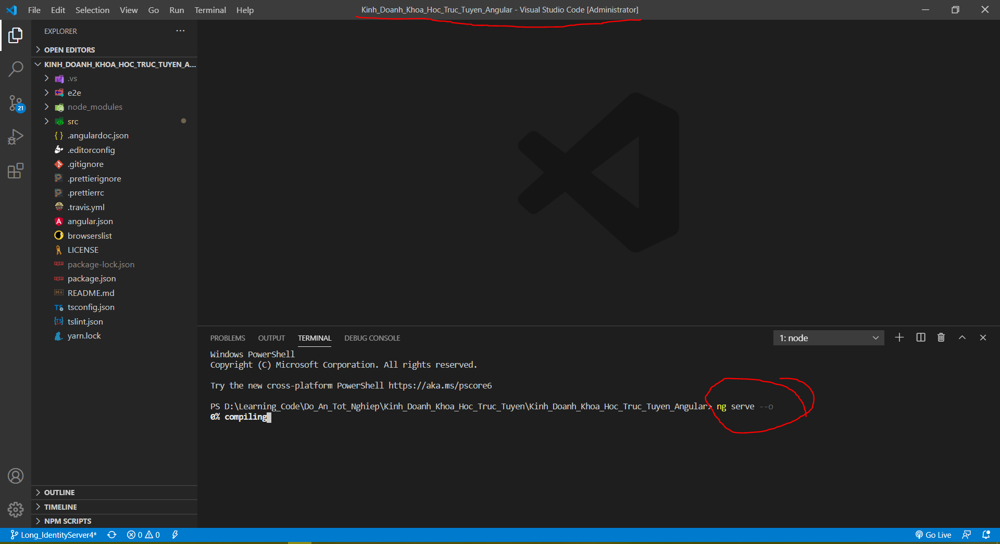 File Edit Selection View Go Run Terminal Help
Kinh_Doanh_Khoa_Hoc_Truc_Tuyen_Angular - Visual Studio Code [Administrator]
EXPLORER
OPEN EDITORS
KINH_DOANH_KHOA_HOC_TRUC_TUYEN_A...
.vs
e2e
node_modules
src
.angulardoc.json
.editorconfig
.gitignore
.prettierignore
.prettierrc
.travis.yml
angular.json
browserslist
LICENSE
package-lock.json
package.json
README.md
tsconfig.json
tslint.json
yarn.lock
OUTLINE
TIMELINE
NPM SCRIPTS
21
PROBLEMS OUTPUT TERMINAL DEBUG CONSOLE
1: node
Windows PowerShell
Copyright (C) Microsoft Corporation. All rights reserved.
Try the new cross-platform PowerShell https://aka.ms/pscore6
PS D:\Learning_Code\Do_An_Tot_Nghiep\Kinh_Doanh_Khoa_Hoc_Truc_Tuyen\Kinh_Doanh_Khoa_Hoc_Truc_Tuyen_Angular> ng serve --o
0% compiling
Long_IdentityServer4* 0 0
Go Live